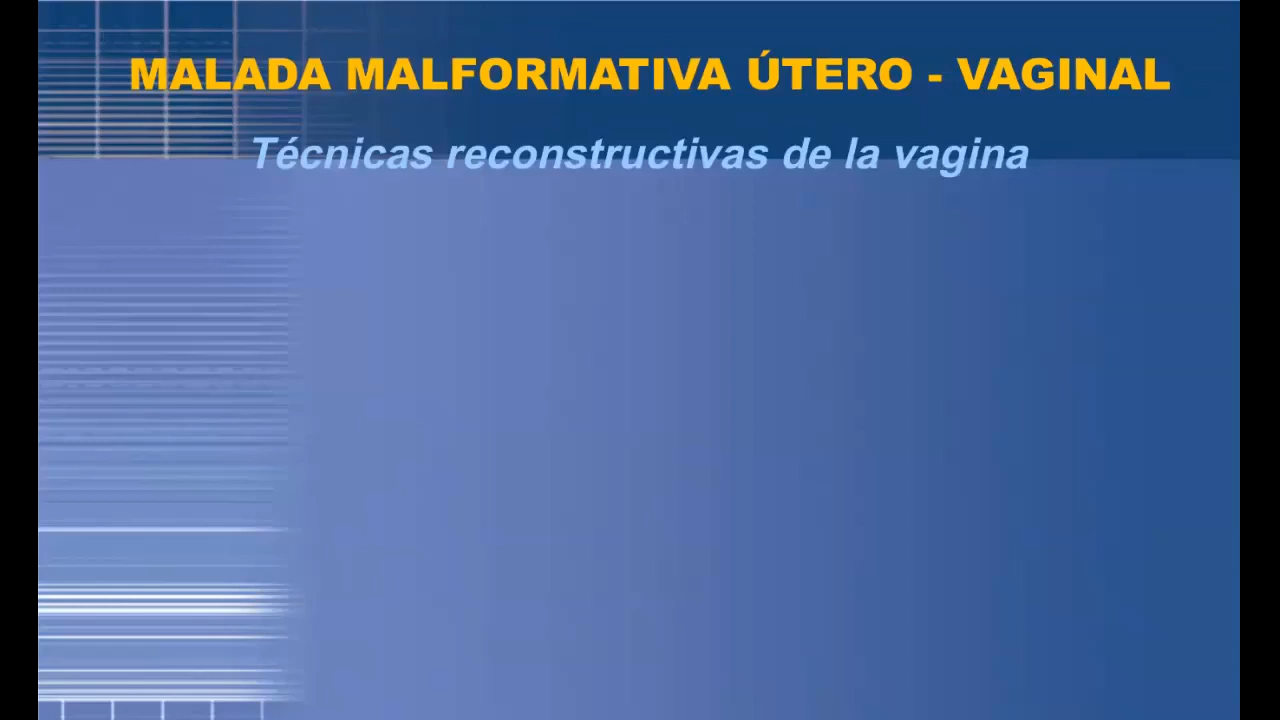 MALADA MALFORMATIVA ÚTERO - VAGINAL
Técnicas reconstructivas de la vagina